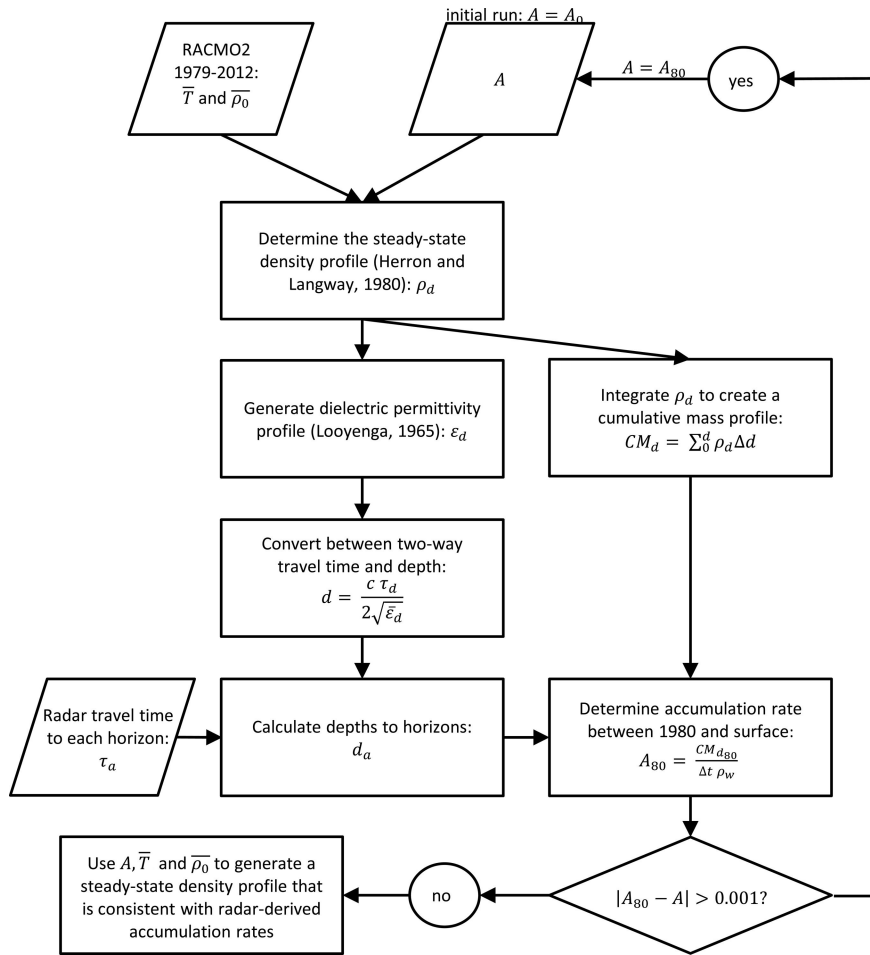 initial run: A = A₀
RACMO2
1979-2012:
T̅ and ρ₀̅
A
A = A₈₀
yes
Determine the steady-state
density profile (Herron and
Langway, 1980): ρ_d
Generate dielectric permittivity
profile (Looyenga, 1965): ε_d
Integrate ρ_d to create a
cumulative mass profile:
CM_d = ∑₀^d ρ_d Δd
Convert between two-way
travel time and depth:
d = c τ_d / 2√ε̅_d
Radar travel time
to each horizon:
τ_a
Calculate depths to horizons:
d_a
Determine accumulation rate
between 1980 and surface:
A₈₀ = CM_{d₈₀} / Δt ρ_w
Use A, T̅ and ρ₀̅ to generate a
steady-state density profile that
is consistent with radar-derived
accumulation rates
no
|A₈₀ − A| > 0.001?